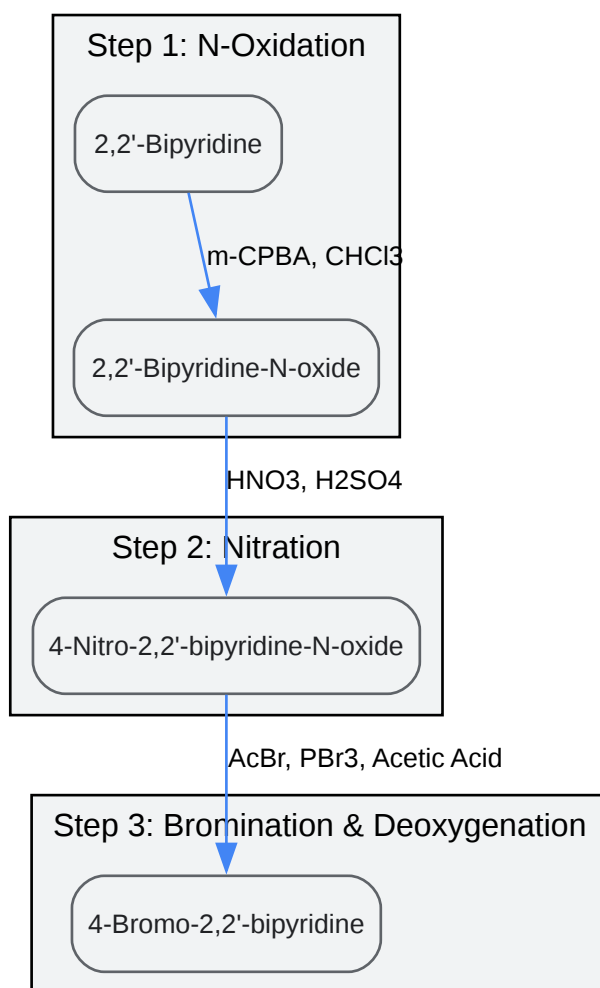 Step 1: N-Oxidation
2,2'-Bipyridine
m-CPBA, CHCl3
2,2'-Bipyridine-N-oxide
HNO3, H2SO4
Step 2: Nitration
4-Nitro-2,2'-bipyridine-N-oxide
AcBr, PBr3, Acetic Acid
Step 3: Bromination & Deoxygenation
4-Bromo-2,2'-bipyridine